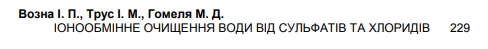 Возна І. П., Трус І. М., Гомеля М. Д.
ІОНООБМІННЕ ОЧИЩЕННЯ ВОДИ ВІД СУЛЬФАТІВ ТА ХЛОРИДІВ 229